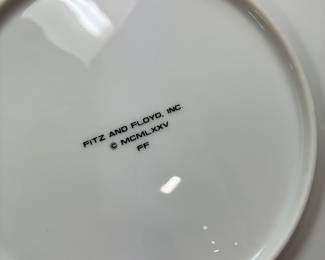 FITZ AND FLOYD, INC.
© MCMLXXV
FF